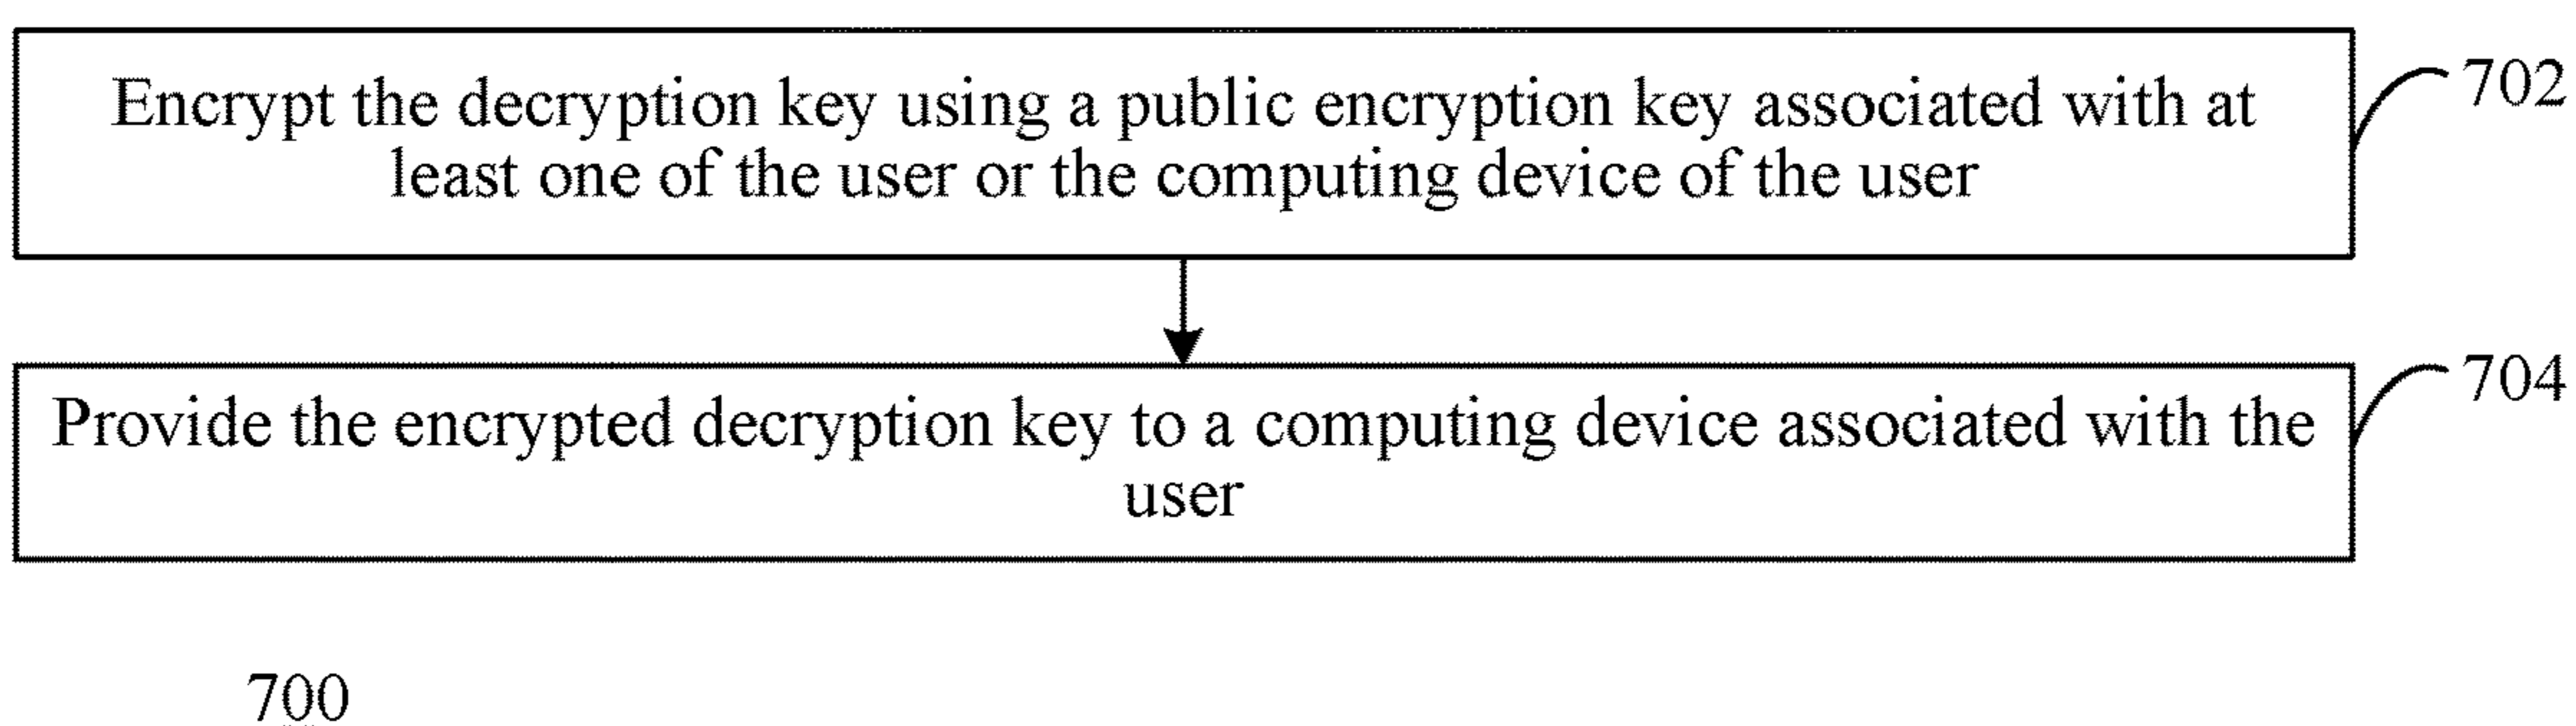 Encrypt the decryption key using a public encryption key associated with at
least one of the user or the computing device of the user
702
Provide the encrypted decryption key to a computing device associated with the
user
704
700